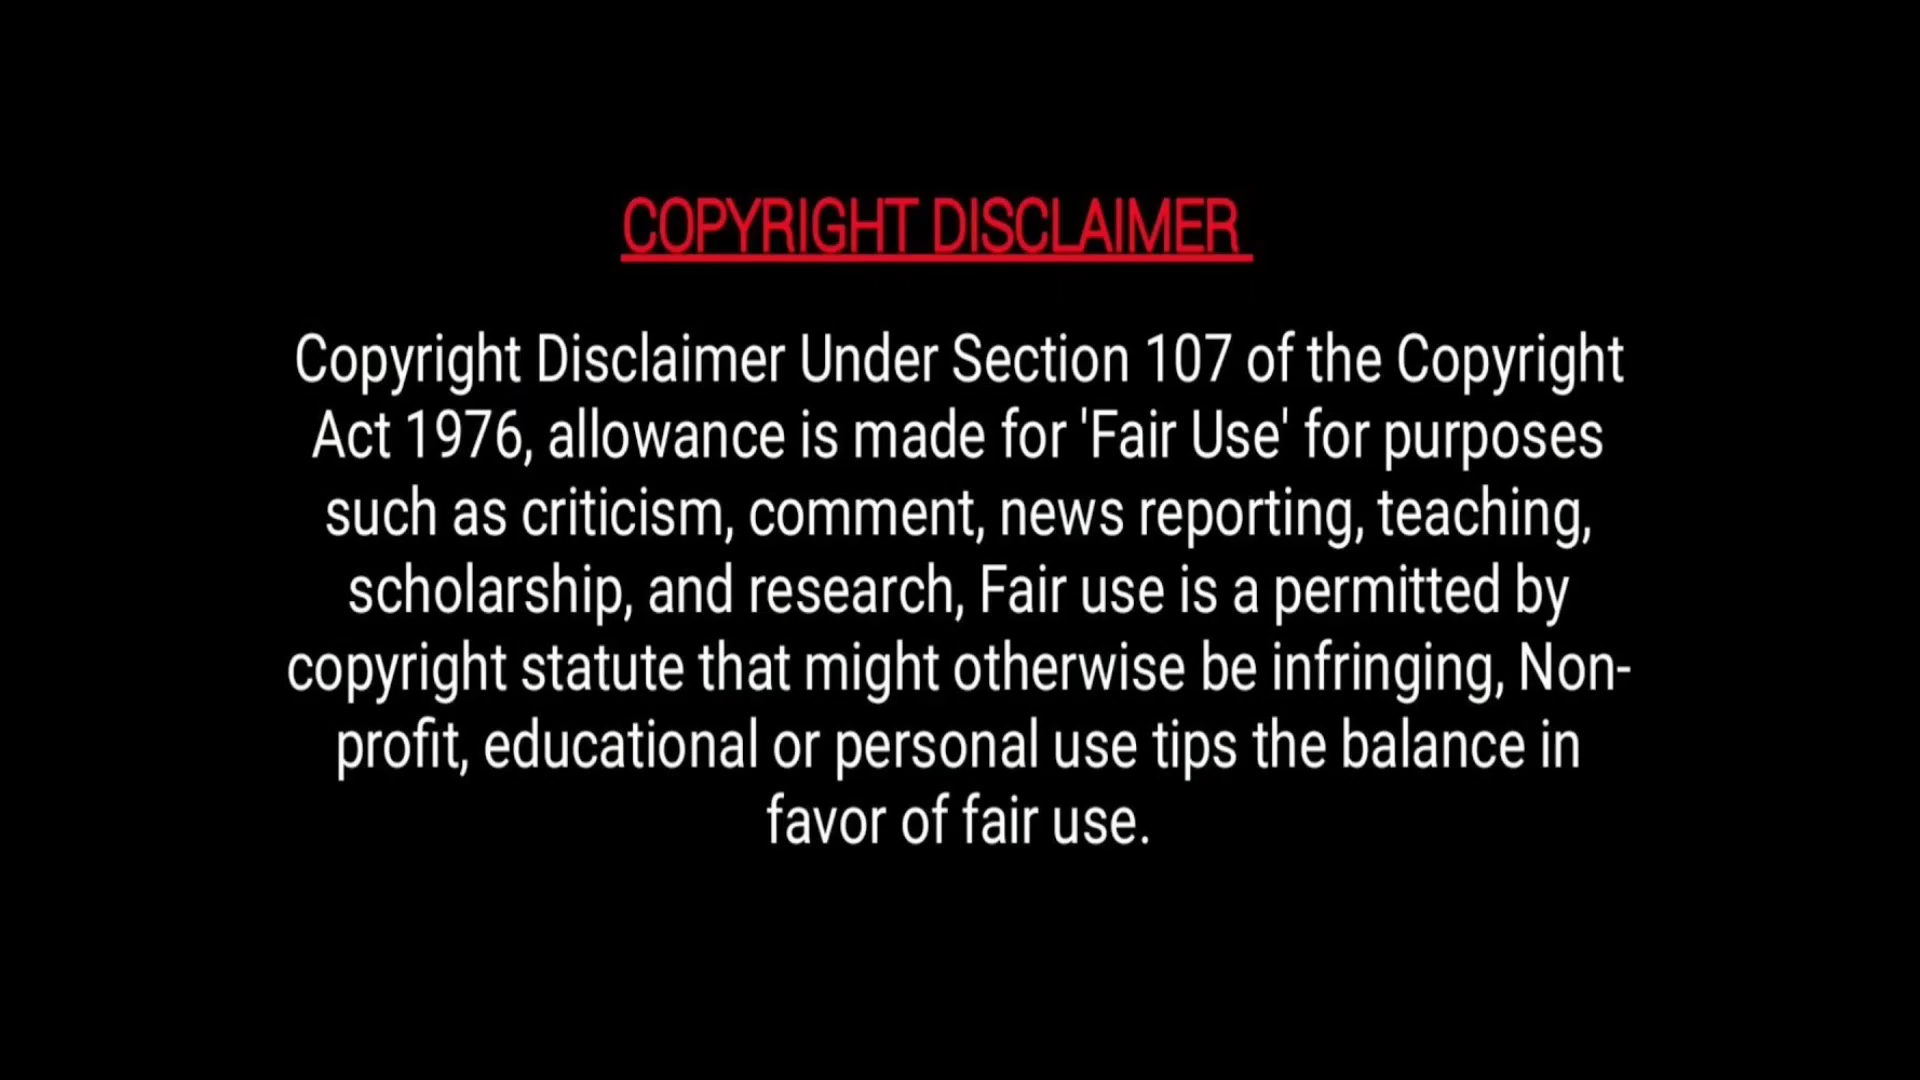 COPYRIGHT DISCLAIMER
Copyright Disclaimer Under Section 107 of the Copyright
Act 1976, allowance is made for 'Fair Use' for purposes
such as criticism, comment, news reporting, teaching,
scholarship, and research, Fair use is a permitted by
copyright statute that might otherwise be infringing, Non-
profit, educational or personal use tips the balance in
favor of fair use.